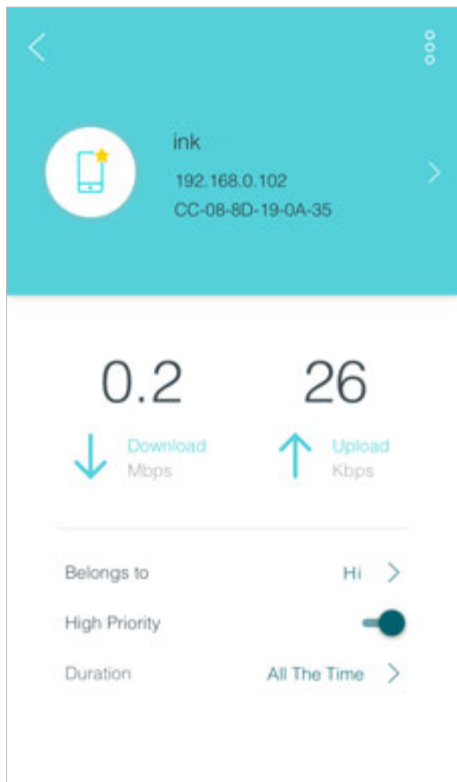 ink
192.168.0.102
CC-08-8D-19-0A-35
0.2 26
Download Upload
Mbps Kbps
Belongs to Hi
High Priority
Duration All The Time